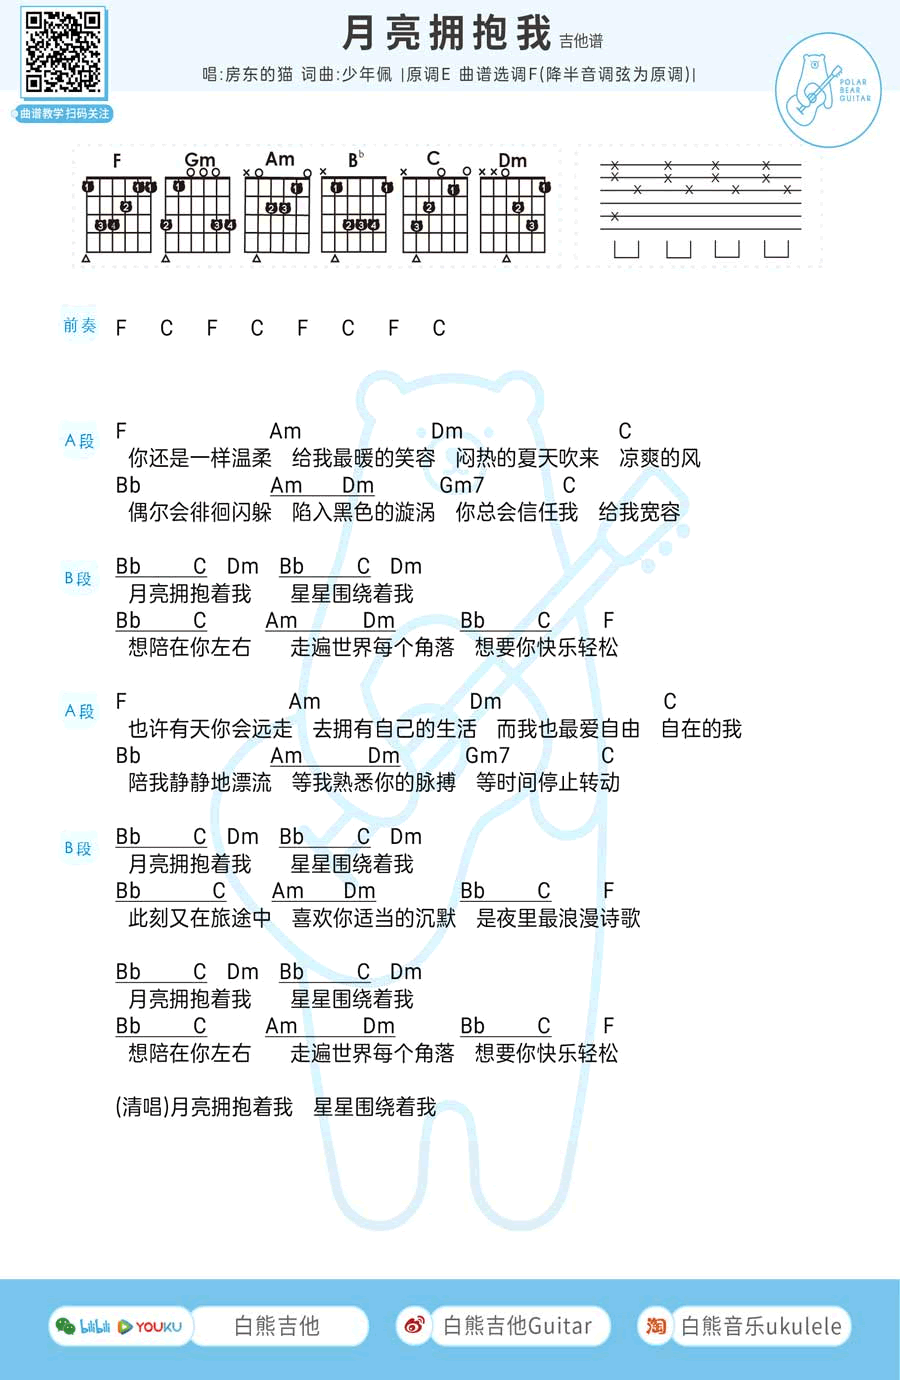 月亮拥抱我 吉他谱
唱:房东的猫 词曲:少年佩 |原调E 曲谱选调F(降半音调弦为原调)|
曲谱教学 扫码关注
POLAR
BEAR
GUITAR
F Gm Am B♭ C Dm
前奏 F C F C F C F C
A段 F Am Dm C
你还是一样温柔 给我最暖的笑容 闷热的夏天吹来 凉爽的风
Bb Am Dm Gm7 C
偶尔会徘徊闪躲 陷入黑色的漩涡 你总会信任我 给我宽容
B段 Bb C Dm Bb C Dm
月亮拥抱着我 星星围绕着我
Bb C Am Dm Bb C F
想陪在你左右 走遍世界每个角落 想要你快乐轻松
A段 F Am Dm C
也许有天你会远走 去拥有自己的生活 而我也最爱自由 自在的我
Bb Am Dm Gm7 C
陪我静静地漂流 等我熟悉你的脉搏 等时间停止转动
B段 Bb C Dm Bb C Dm
月亮拥抱着我 星星围绕着我
Bb C Am Dm Bb C F
此刻又在旅途中 喜欢你适当的沉默 是夜里最浪漫诗歌
Bb C Dm Bb C Dm
月亮拥抱着我 星星围绕着我
Bb C Am Dm Bb C F
想陪在你左右 走遍世界每个角落 想要你快乐轻松
(清唱)月亮拥抱着我 星星围绕着我
bilibili YOUKU 白熊吉他 白熊吉他Guitar 淘 白熊音乐ukulele